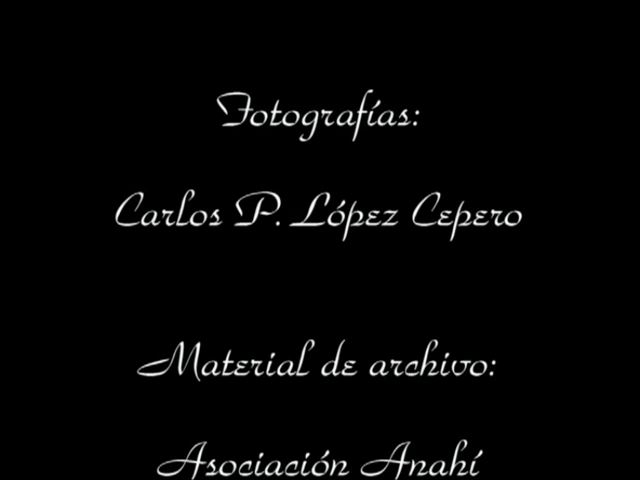 Fotografías:
Carlos P. López Cepero
Material de archivo:
Asociación Anahí